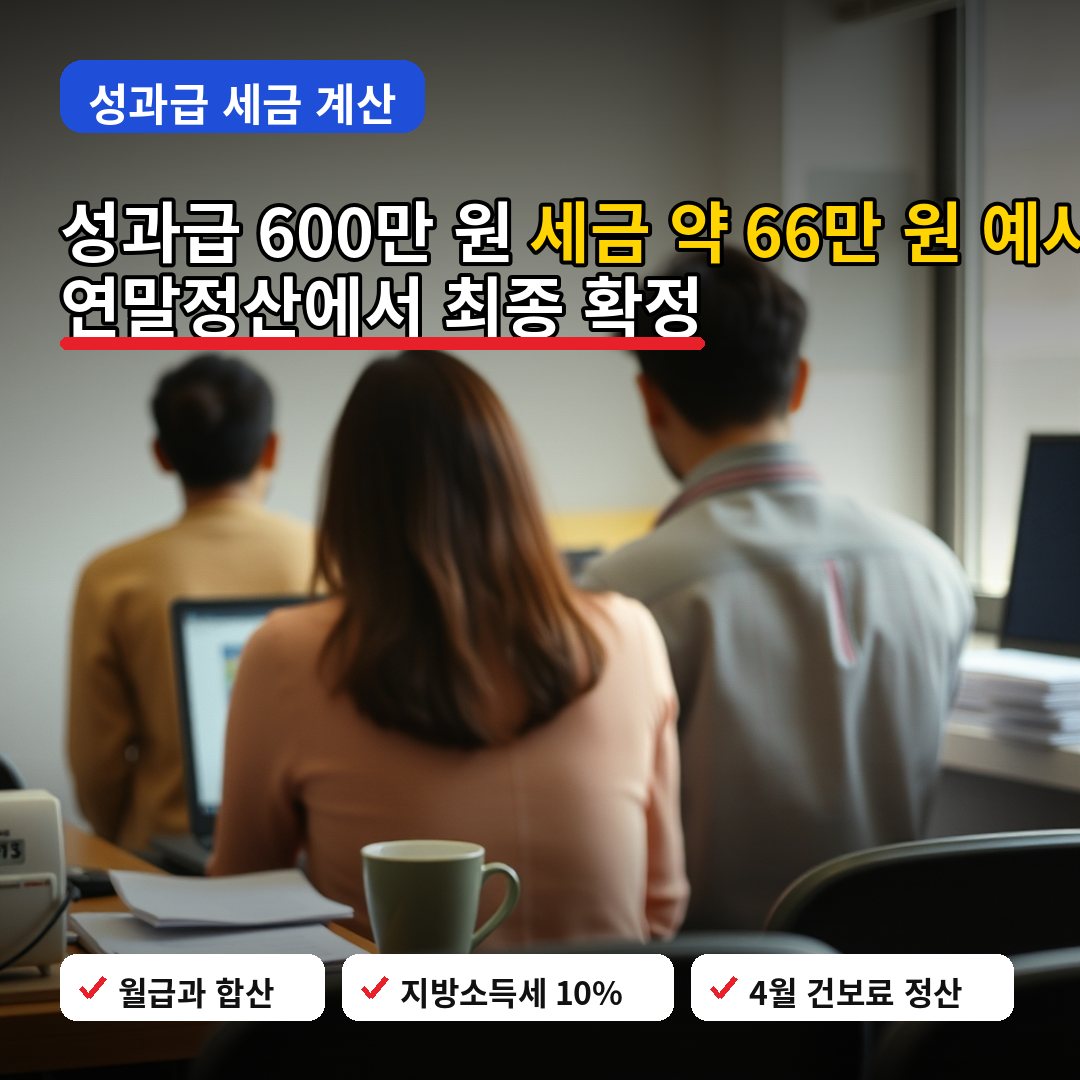 성과급 세금 계산
성과급 600만 원 세금 약 66만 원 예시
연말정산에서 최종 확정
월급과 합산
지방소득세 10%
4월 건보료 정산